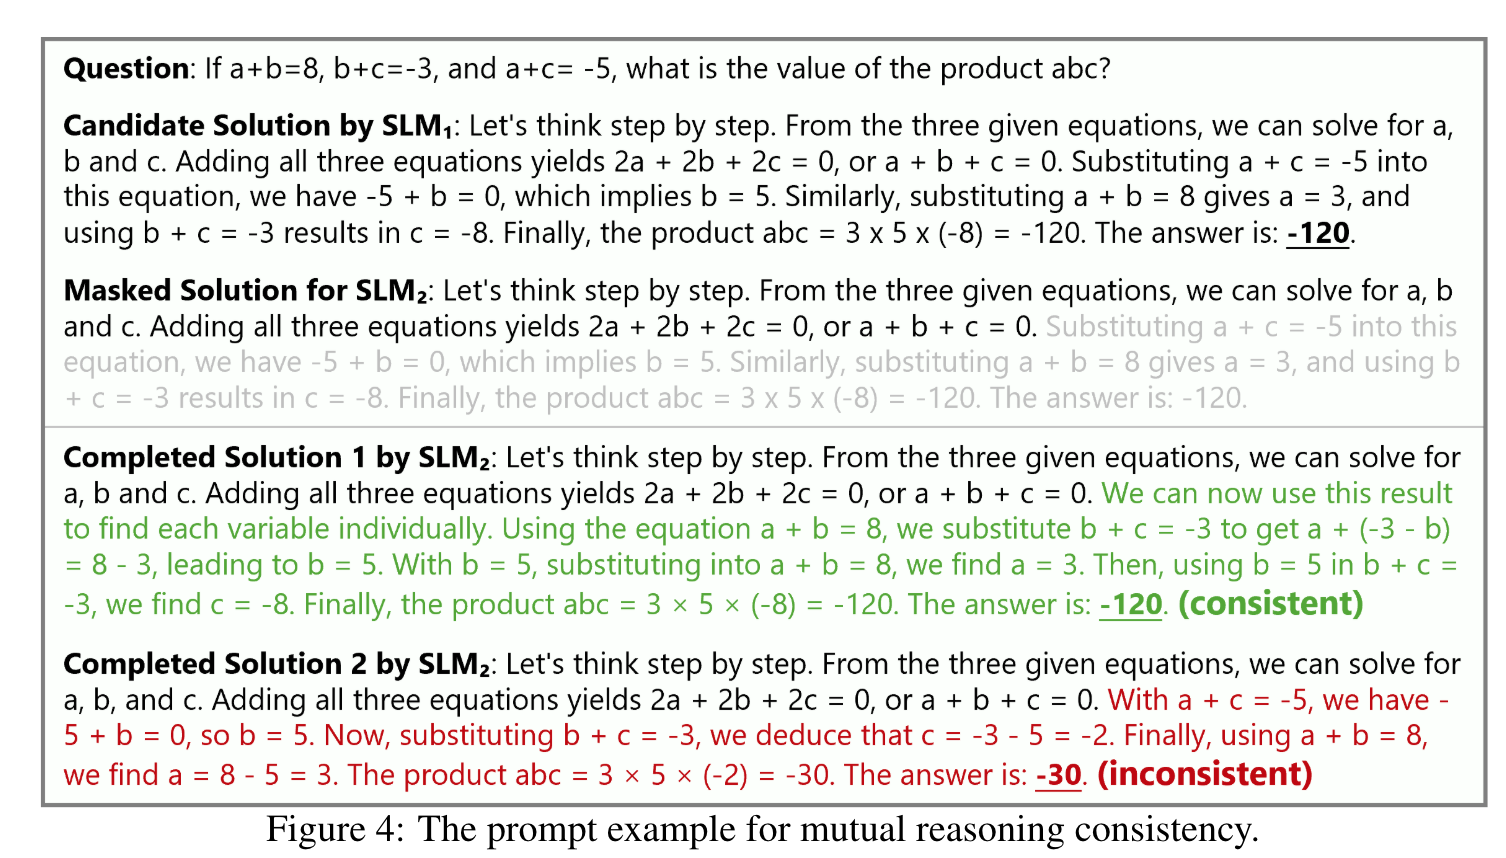 Question: If a+b=8, b+c=-3, and a+c= -5, what is the value of the product abc?
Candidate Solution by SLM₁: Let's think step by step. From the three given equations, we can solve for a,
b and c. Adding all three equations yields 2a + 2b + 2c = 0, or a + b + c = 0. Substituting a + c = -5 into
this equation, we have -5 + b = 0, which implies b = 5. Similarly, substituting a + b = 8 gives a = 3, and
using b + c = -3 results in c = -8. Finally, the product abc = 3 x 5 x (-8) = -120. The answer is: -120.
Masked Solution for SLM₂: Let's think step by step. From the three given equations, we can solve for a, b
and c. Adding all three equations yields 2a + 2b + 2c = 0, or a + b + c = 0. Substituting a + c = -5 into this
equation, we have -5 + b = 0, which implies b = 5. Similarly, substituting a + b = 8 gives a = 3, and using b
+ c = -3 results in c = -8. Finally, the product abc = 3 x 5 x (-8) = -120. The answer is: -120.
Completed Solution 1 by SLM₂: Let's think step by step. From the three given equations, we can solve for
a, b and c. Adding all three equations yields 2a + 2b + 2c = 0, or a + b + c = 0. We can now use this result
to find each variable individually. Using the equation a + b = 8, we substitute b + c = -3 to get a + (-3 - b)
= 8 - 3, leading to b = 5. With b = 5, substituting into a + b = 8, we find a = 3. Then, using b = 5 in b + c =
-3, we find c = -8. Finally, the product abc = 3 × 5 × (-8) = -120. The answer is: -120. (consistent)
Completed Solution 2 by SLM₂: Let's think step by step. From the three given equations, we can solve for
a, b, and c. Adding all three equations yields 2a + 2b + 2c = 0, or a + b + c = 0. With a + c = -5, we have -
5 + b = 0, so b = 5. Now, substituting b + c = -3, we deduce that c = -3 - 5 = -2. Finally, using a + b = 8,
we find a = 8 - 5 = 3. The product abc = 3 × 5 × (-2) = -30. The answer is: -30. (inconsistent)
Figure 4: The prompt example for mutual reasoning consistency.